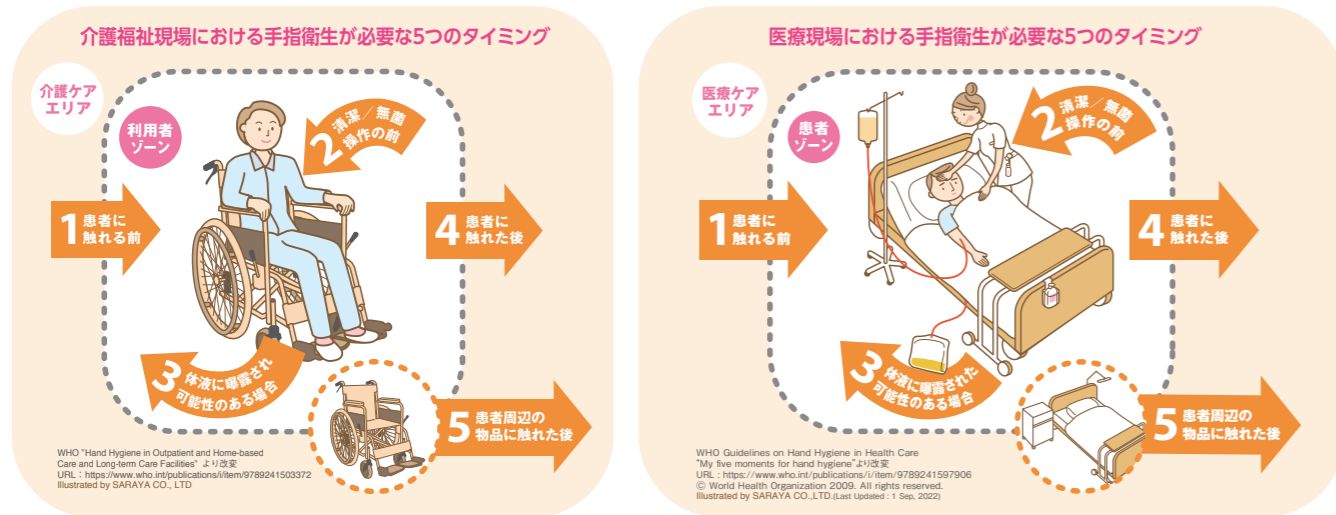 介護福祉現場における手指衛生が必要な5つのタイミング
介護ケア
エリア
利用者
ゾーン
1 患者に
触れる前
2 清潔／無菌
操作の前
3 体液に曝露され
可能性のある場合
4 患者に
触れた後
5 患者周辺の
物品に触れた後
WHO "Hand Hygiene in Outpatient and Home-based
Care and Long-term Care Facilities" より改変
URL：https://www.who.int/publications/i/item/9789241503372
Illustrated by SARAYA CO., LTD
医療現場における手指衛生が必要な5つのタイミング
医療ケア
エリア
患者
ゾーン
1 患者に
触れる前
2 清潔／無菌
操作の前
3 体液に曝露された
可能性のある場合
4 患者に
触れた後
5 患者周辺の
物品に触れた後
WHO Guidelines on Hand Hygiene in Health Care
"My five moments for hand hygiene"より改変
URL : https://www.who.int/publications/i/item/9789241597906
© World Health Organization 2009. All rights reserved.
Illustrated by SARAYA CO.,LTD.(Last Updated : 1 Sep, 2022)